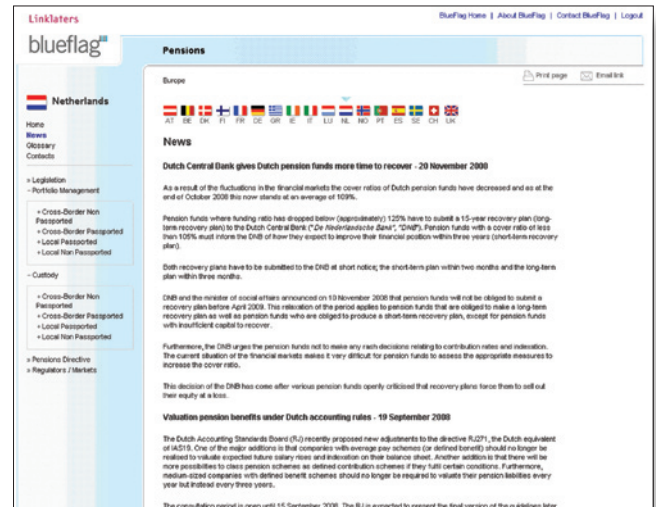 Linklaters
BlueFlag Home | About BlueFlag | Contact BlueFlag | Logout
blueflag
Pensions
Europe
Print page
Email link
Netherlands
AT BE DK FI FR DE GR IE IT LU NL NO PT ES SE CH UK
Home
News
Glossary
Contacts
» Legislation
– Portfolio Management
» Cross-Border Non
Passported
» Cross-Border Passported
» Local Passported
» Local Non Passported
– Custody
» Cross-Border Non
Passported
» Cross-Border Passported
» Local Passported
» Local Non Passported
» Pensions Directive
» Regulators / Markets
News
Dutch Central Bank gives Dutch pension funds more time to recover - 20 November 2008
As a result of the fluctuations in the financial markets the cover ratios of Dutch pension funds have decreased and as at the
end of October 2008 this now stands at an average of 109%.
Pension funds where funding ratio has dropped below (approximately) 125% have to submit a 15-year recovery plan (long-
term recovery plan) to the Dutch Central Bank ("De Nederlandsche Bank", "DNB"). Pension funds with a cover ratio of less
than 105% must inform the DNB of how they expect to improve their financial position within three years (short-term recovery
plan).
Both recovery plans have to be submitted to the DNB at short notice; the short-term plan within two months and the long-term
plan within three months.
DNB and the minister of social affairs announced on 10 November 2008 that pension funds will not be obliged to submit a
recovery plan before April 2009. This relaxation of the period applies to pension funds that are obliged to make a long-term
recovery plan as well as pension funds who are obliged to produce a short-term recovery plan, except for pension funds
with insufficient capital to recover.
Furthermore, the DNB urges the pension funds not to make any rash decisions relating to contribution rates and indexation.
The current situation of the financial markets makes it very difficult for pension funds to assess the appropriate measures to
increase the cover ratio.
This decision of the DNB has come after various pension funds openly criticised that recovery plans force them to sell out
their equity at a loss.
Valuation pension benefits under Dutch accounting rules - 19 September 2008
The Dutch Accounting Standards Board (RJ) recently proposed new adjustments to the directive RJ271, the Dutch equivalent
of IAS19. One of the major additions is that companies with average pay schemes (or defined benefit) should no longer be
realised to valuate expected future salary rises and indexation on their balance sheet. Another addition is that there will be
more possibilities to class pension schemes as defined contribution schemes if they fulfil certain conditions. Furthermore,
medium-sized companies with defined benefit schemes should no longer be required to valuate their pension liabilities every
year but instead every three years.
The consultation period is open until 15 September 2008. The RJ is expected to present the final version of the guidelines later